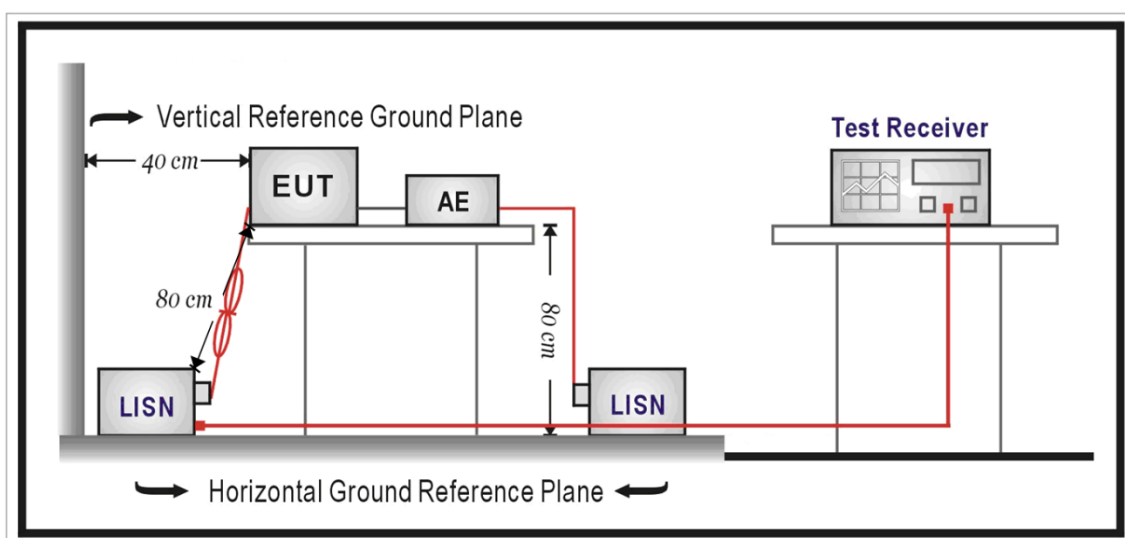 Vertical Reference Ground Plane
Test Receiver
40 cm
EUT
AE
80 cm
80 cm
LISN
LISN
Horizontal Ground Reference Plane